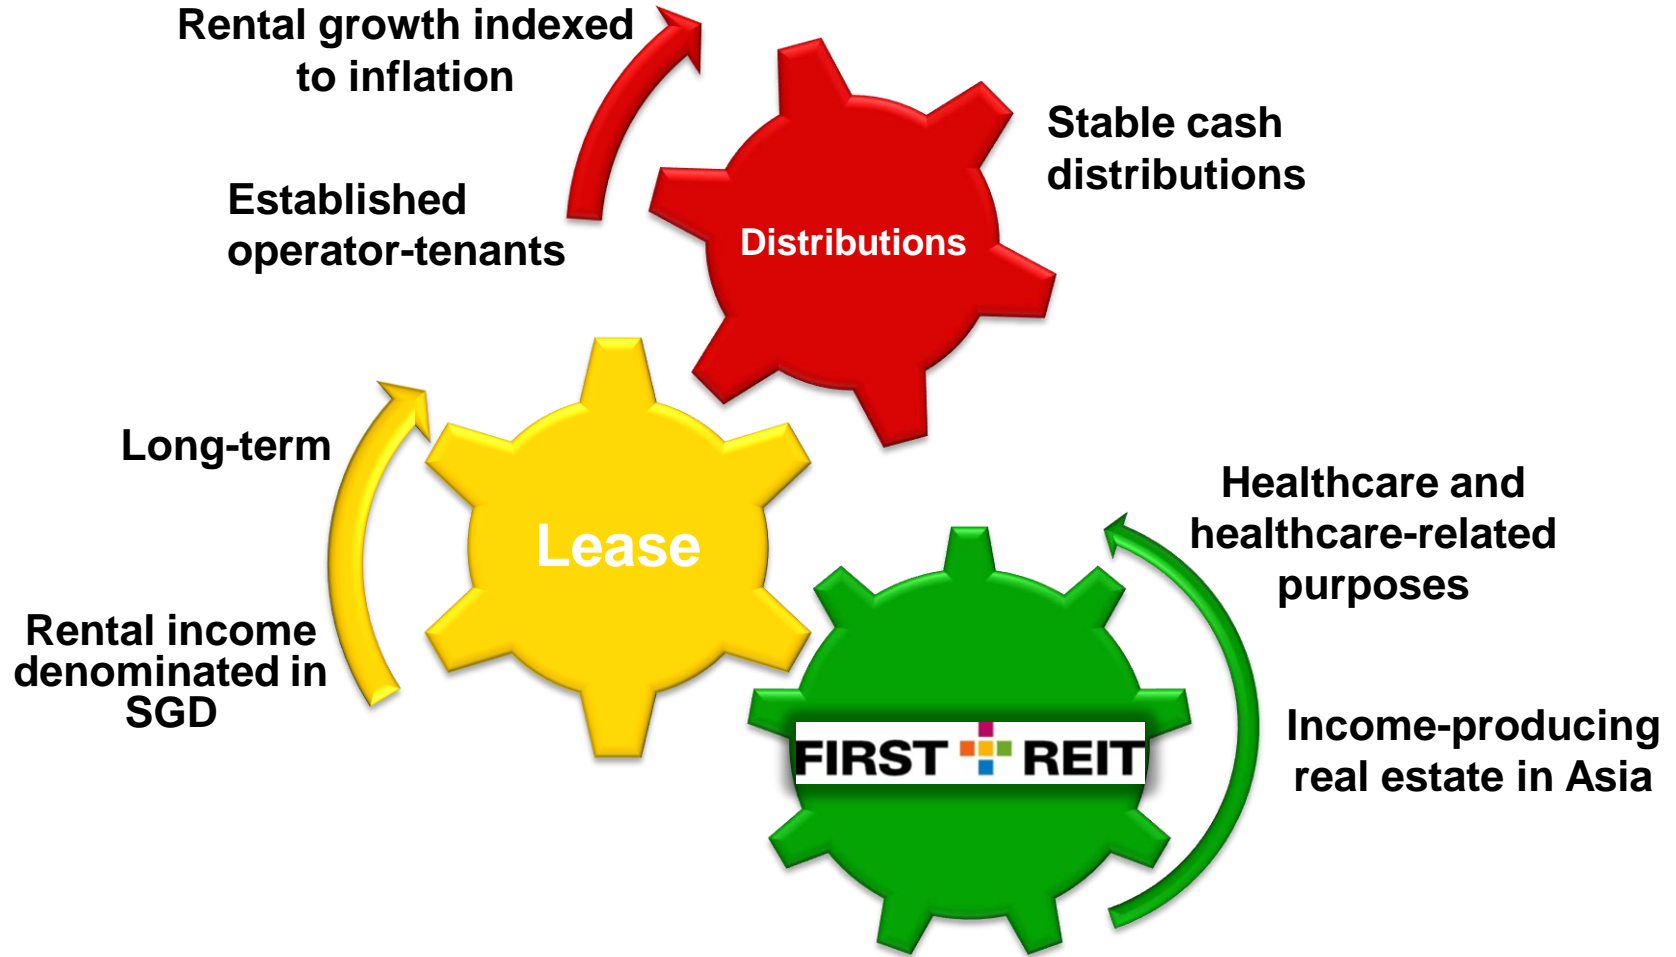 Rental growth indexed
to inflation
Established
operator-tenants
Stable cash
distributions
Distributions
Long-term
Lease
Rental income
denominated in
SGD
Healthcare and
healthcare-related
purposes
FIRST REIT
Income-producing
real estate in Asia